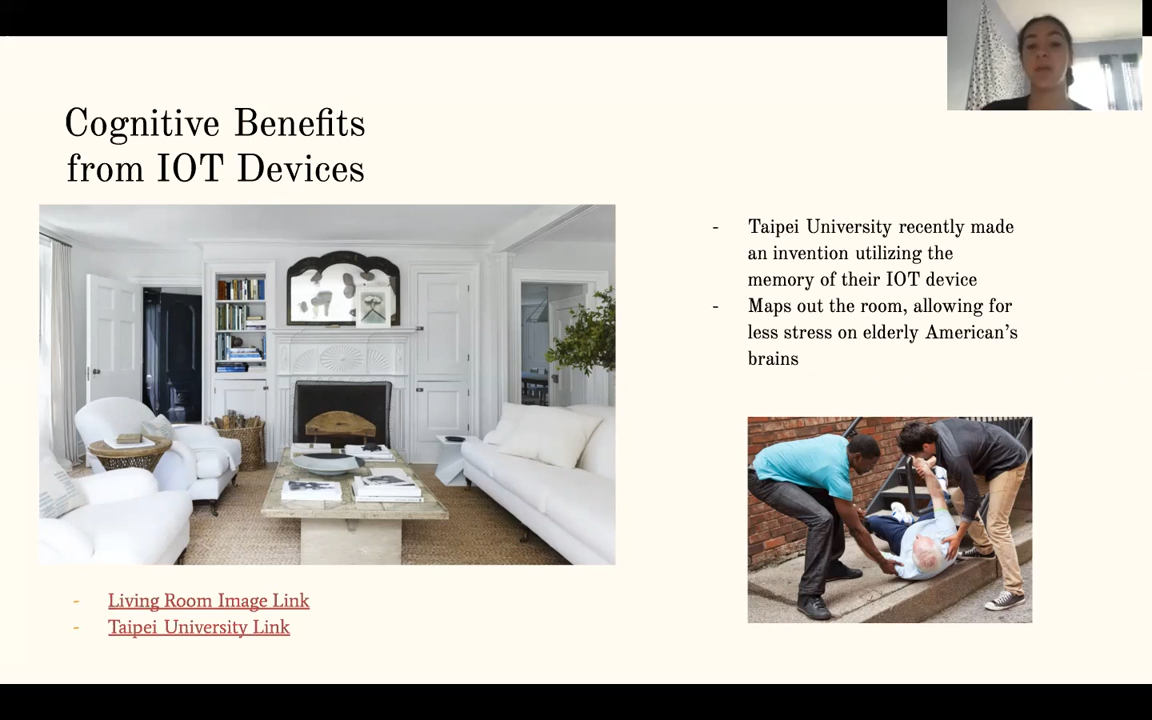 Cognitive Benefits
from IOT Devices
- Taipei University recently made
an invention utilizing the
memory of their IOT device
- Maps out the room, allowing for
less stress on elderly American's
brains
- Living Room Image Link
- Taipei University Link